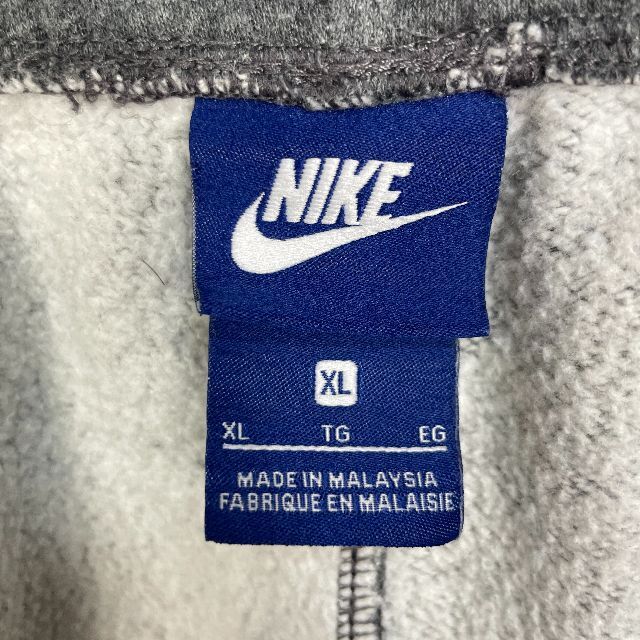 NIKE
XL
XL TG EG
MADE IN MALAYSIA
FABRIQUE EN MALAISIE